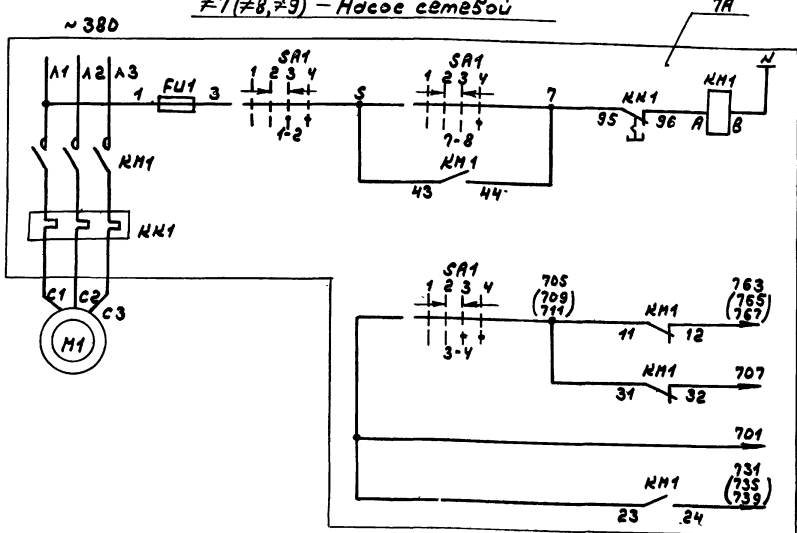 ≠7 (≠8, ≠9) – Насос сетевой
7А
~380
Л1 Л2 Л3
1 FU1 3
SA1
1 2 3 4
1-2
5
SA1
1 2 3 4
7-8
7
КК1
95 96
КМ1
А В
N
КМ1
43 44
КМ1
КК1
С1 С2 С3
М1
SA1
1 2 3 4
3-4
705
(709
711)
КМ1
11 12
763
(765
767)
КМ1
31 32
707
701
КМ1
23 24
731
(735
739)